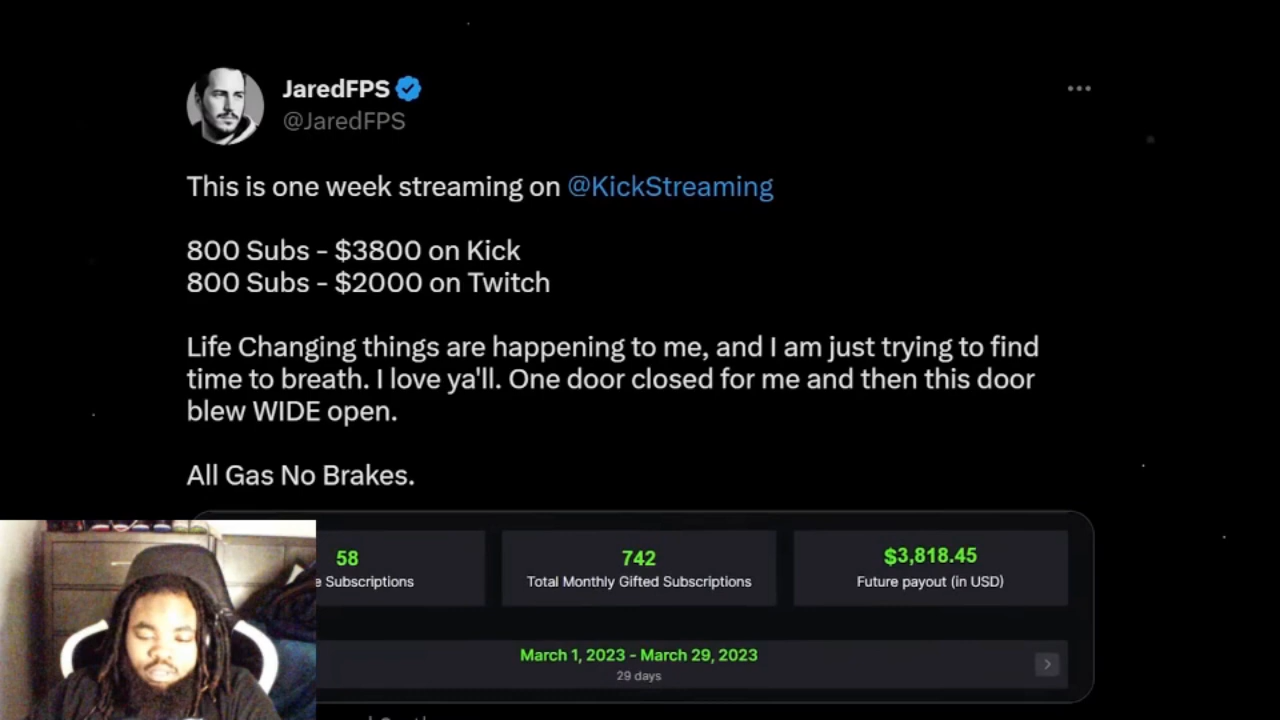 JaredFPS
@JaredFPS
This is one week streaming on @KickStreaming
800 Subs - $3800 on Kick
800 Subs - $2000 on Twitch
Life Changing things are happening to me, and I am just trying to find
time to breath. I love ya'll. One door closed for me and then this door
blew WIDE open.
All Gas No Brakes.
58
742
$3,818.45
Subscriptions
Total Monthly Gifted Subscriptions
Future payout (in USD)
March 1, 2023 - March 29, 2023
29 days